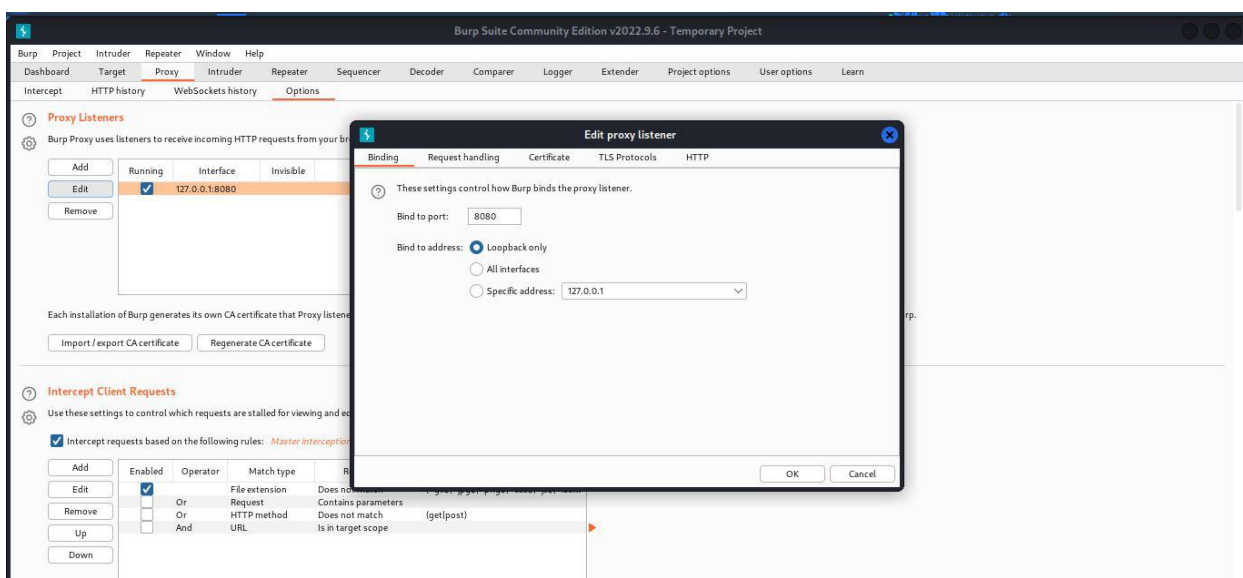 Burp Suite Community Edition v2022.9.6 - Temporary Project
Burp Project Intruder Repeater Window Help
Dashboard Target Proxy Intruder Repeater Sequencer Decoder Comparer Logger Extender Project options User options Learn
Intercept HTTP history WebSockets history Options
Proxy Listeners
Burp Proxy uses listeners to receive incoming HTTP requests from your br
Add
Edit
Remove
Running Interface Invisible
127.0.0.1:8080
Each installation of Burp generates its own CA certificate that Proxy listene
rp.
Import / export CA certificate Regenerate CA certificate
Intercept Client Requests
Use these settings to control which requests are stalled for viewing and ed
Intercept requests based on the following rules: Master interception
Add
Edit
Remove
Up
Down
Enabled Operator Match type R
File extension Does not match
Or Request Contains parameters
Or HTTP method Does not match (get|post)
And URL Is in target scope
Edit proxy listener
Binding Request handling Certificate TLS Protocols HTTP
These settings control how Burp binds the proxy listener.
Bind to port: 8080
Bind to address: Loopback only
All interfaces
Specific address: 127.0.0.1
OK Cancel